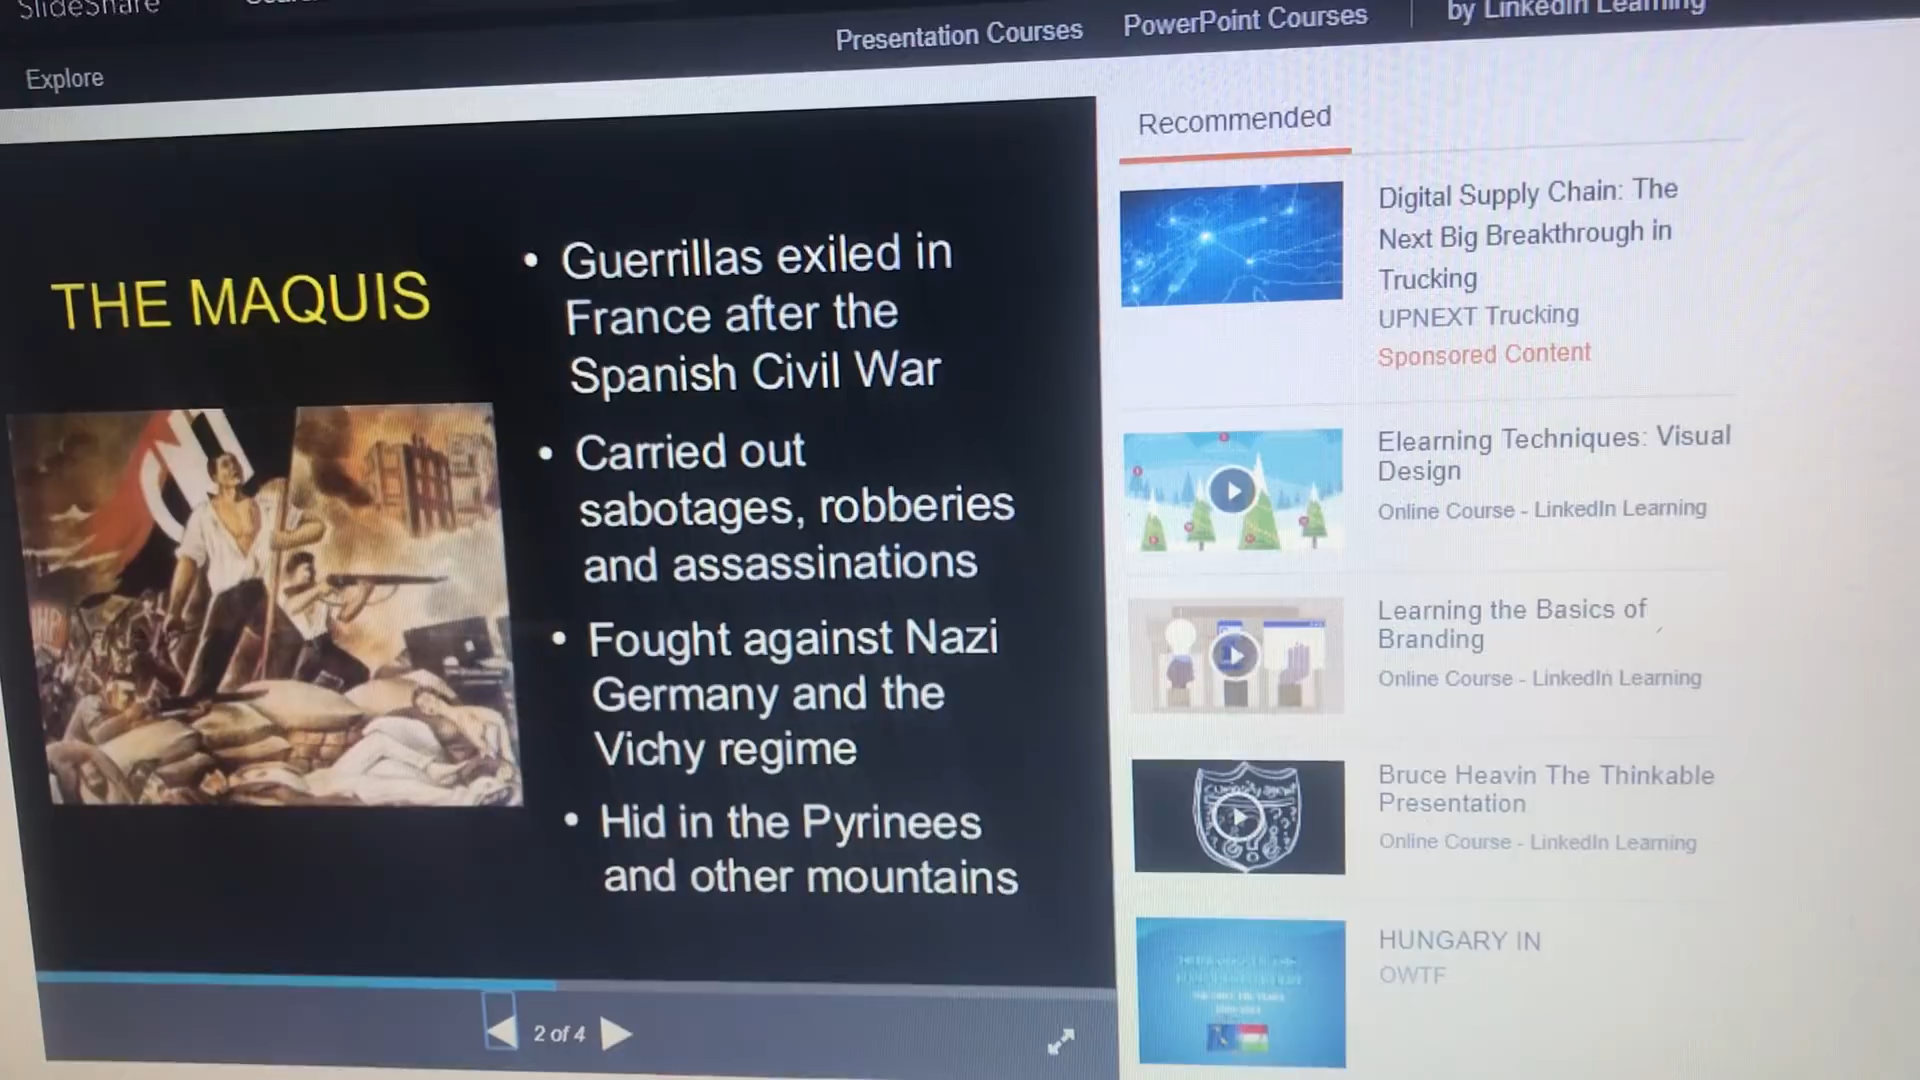 SlideShare
Presentation Courses
PowerPoint Courses
by LinkedIn Learning
Explore
THE MAQUIS
• Guerrillas exiled in
France after the
Spanish Civil War
• Carried out
sabotages, robberies
and assassinations
• Fought against Nazi
Germany and the
Vichy regime
• Hid in the Pyrinees
and other mountains
2 of 4
Recommended
Digital Supply Chain: The
Next Big Breakthrough in
Trucking
UPNEXT Trucking
Sponsored Content
Elearning Techniques: Visual
Design
Online Course - LinkedIn Learning
Learning the Basics of
Branding
Online Course - LinkedIn Learning
Bruce Heavin The Thinkable
Presentation
Online Course - LinkedIn Learning
HUNGARY IN
OWTF